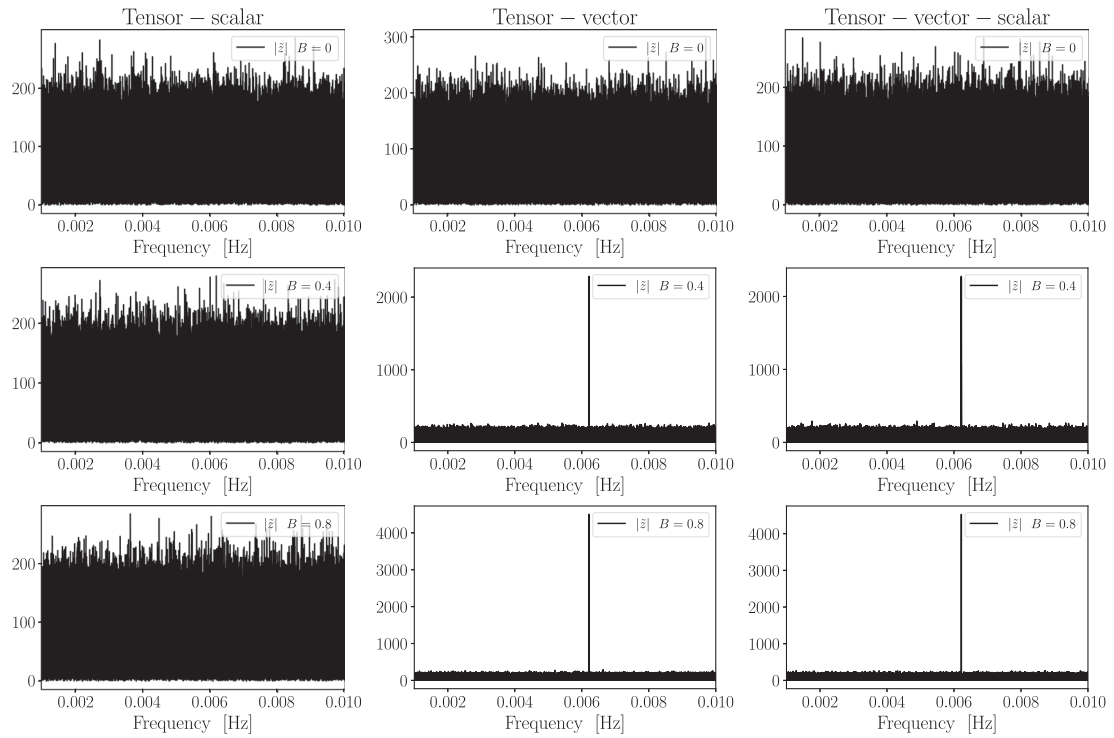 Tensor – scalar
Tensor – vector
Tensor – vector – scalar
|z̃| B = 0
200
100
0
0.002 0.004 0.006 0.008 0.010
Frequency [Hz]
|z̃| B = 0
300
200
100
0
0.002 0.004 0.006 0.008 0.010
Frequency [Hz]
|z̃| B = 0
200
100
0
0.002 0.004 0.006 0.008 0.010
Frequency [Hz]
|z̃| B = 0.4
200
100
0
0.002 0.004 0.006 0.008 0.010
Frequency [Hz]
|z̃| B = 0.4
2000
1000
0
0.002 0.004 0.006 0.008 0.010
Frequency [Hz]
|z̃| B = 0.4
2000
1000
0
0.002 0.004 0.006 0.008 0.010
Frequency [Hz]
|z̃| B = 0.8
200
100
0
0.002 0.004 0.006 0.008 0.010
Frequency [Hz]
|z̃| B = 0.8
4000
3000
2000
1000
0
0.002 0.004 0.006 0.008 0.010
Frequency [Hz]
|z̃| B = 0.8
4000
3000
2000
1000
0
0.002 0.004 0.006 0.008 0.010
Frequency [Hz]